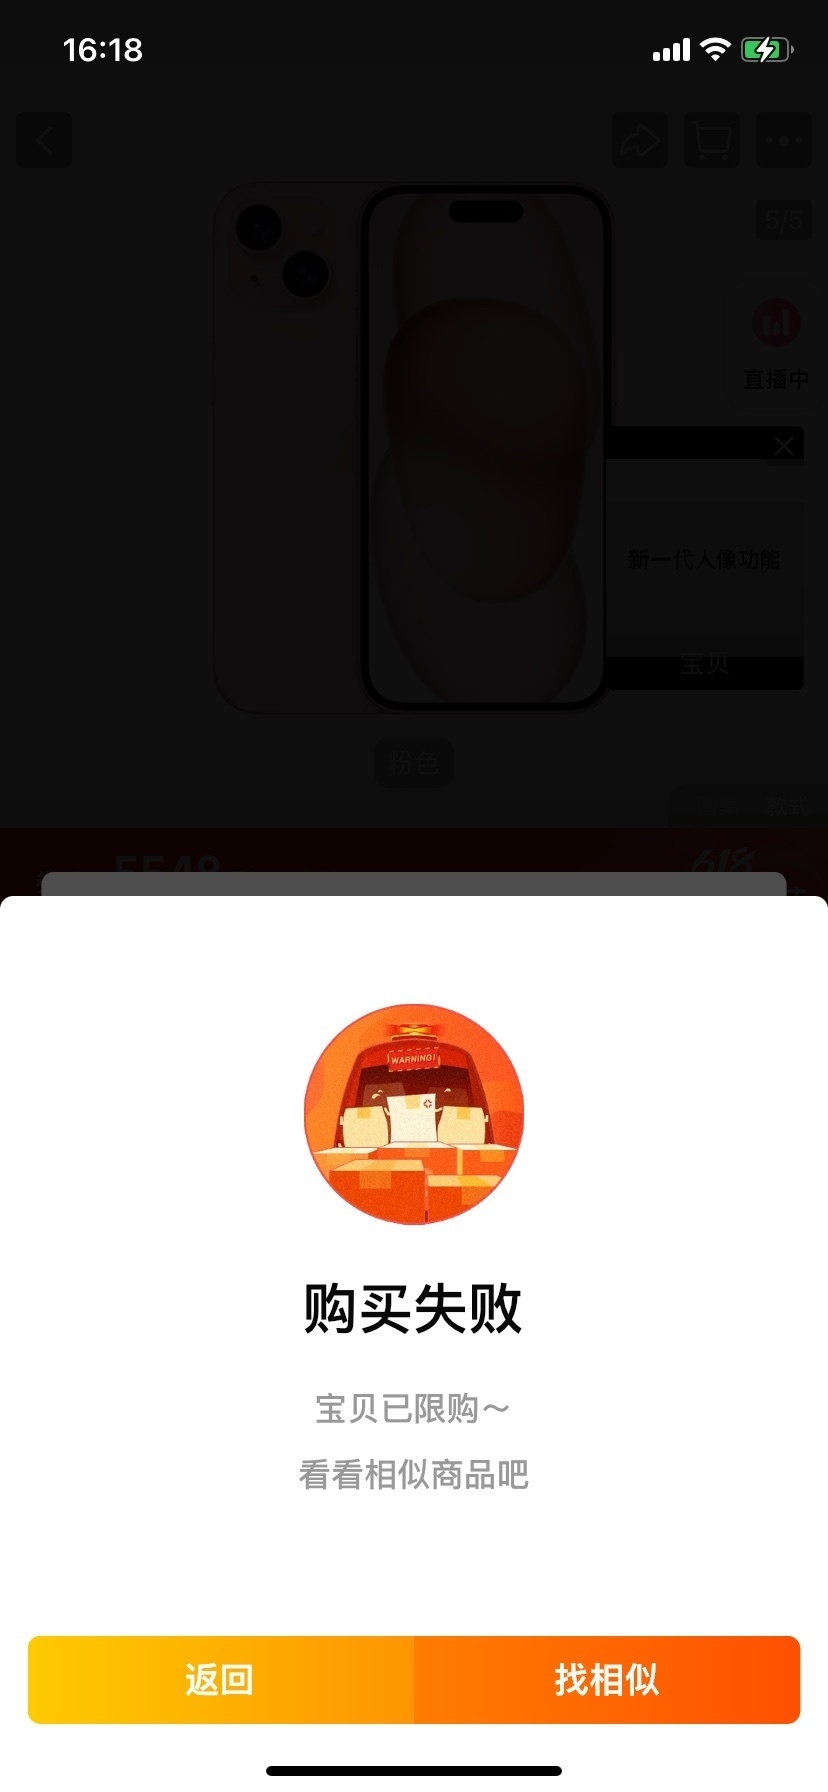 16:18
5/5
直播中
新一代人像功能
宝贝
粉色
款式
5548
618
WARNING!
购买失败
宝贝已限购～
看看相似商品吧
返回
找相似